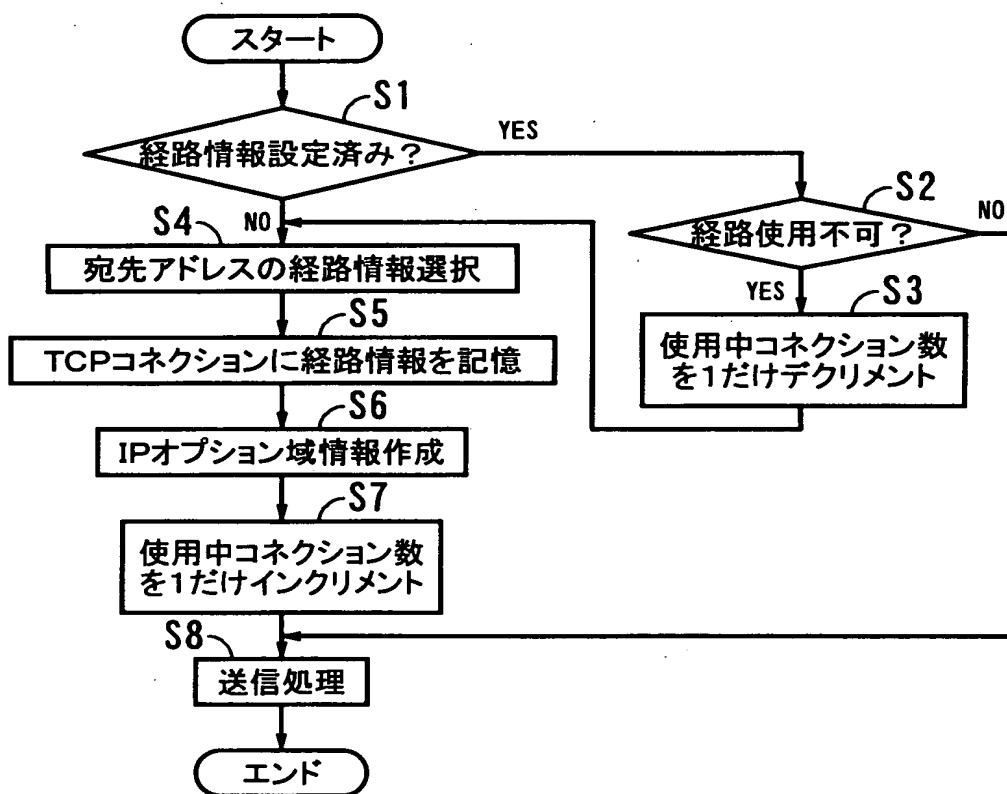 スタート
S1
経路情報設定済み?
YES
S2
経路使用不可?
NO
YES
S3
使用中コネクション数
を1だけデクリメント
NO
S4
宛先アドレスの経路情報選択
S5
TCPコネクションに経路情報を記憶
S6
IPオプション域情報作成
S7
使用中コネクション数
を1だけインクリメント
S8
送信処理
エンド